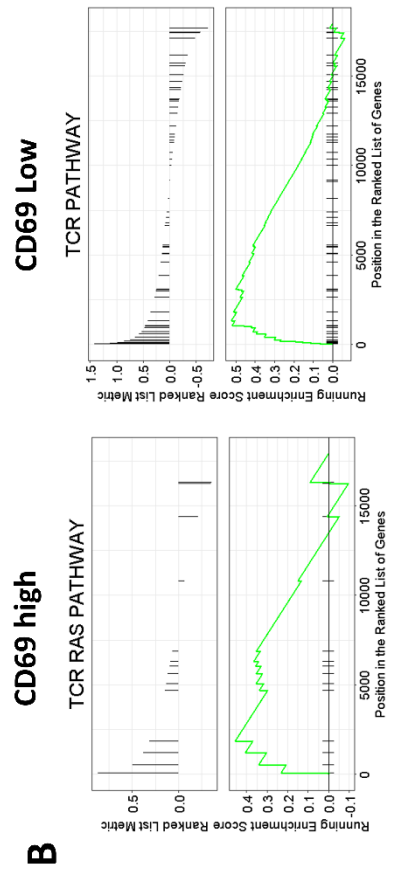 B
CD69 high
TCR RAS PATHWAY
Ranked List Metric
0.5
0.0
Running Enrichment Score
0.4
0.3
0.2
0.1
0.0
-0.1
0
5000
10000
15000
Position in the Ranked List of Genes
CD69 Low
TCR PATHWAY
Ranked List Metric
1.5
1.0
0.5
0.0
-0.5
Running Enrichment Score
0.5
0.4
0.3
0.2
0.1
0.0
0
5000
10000
15000
Position in the Ranked List of Genes